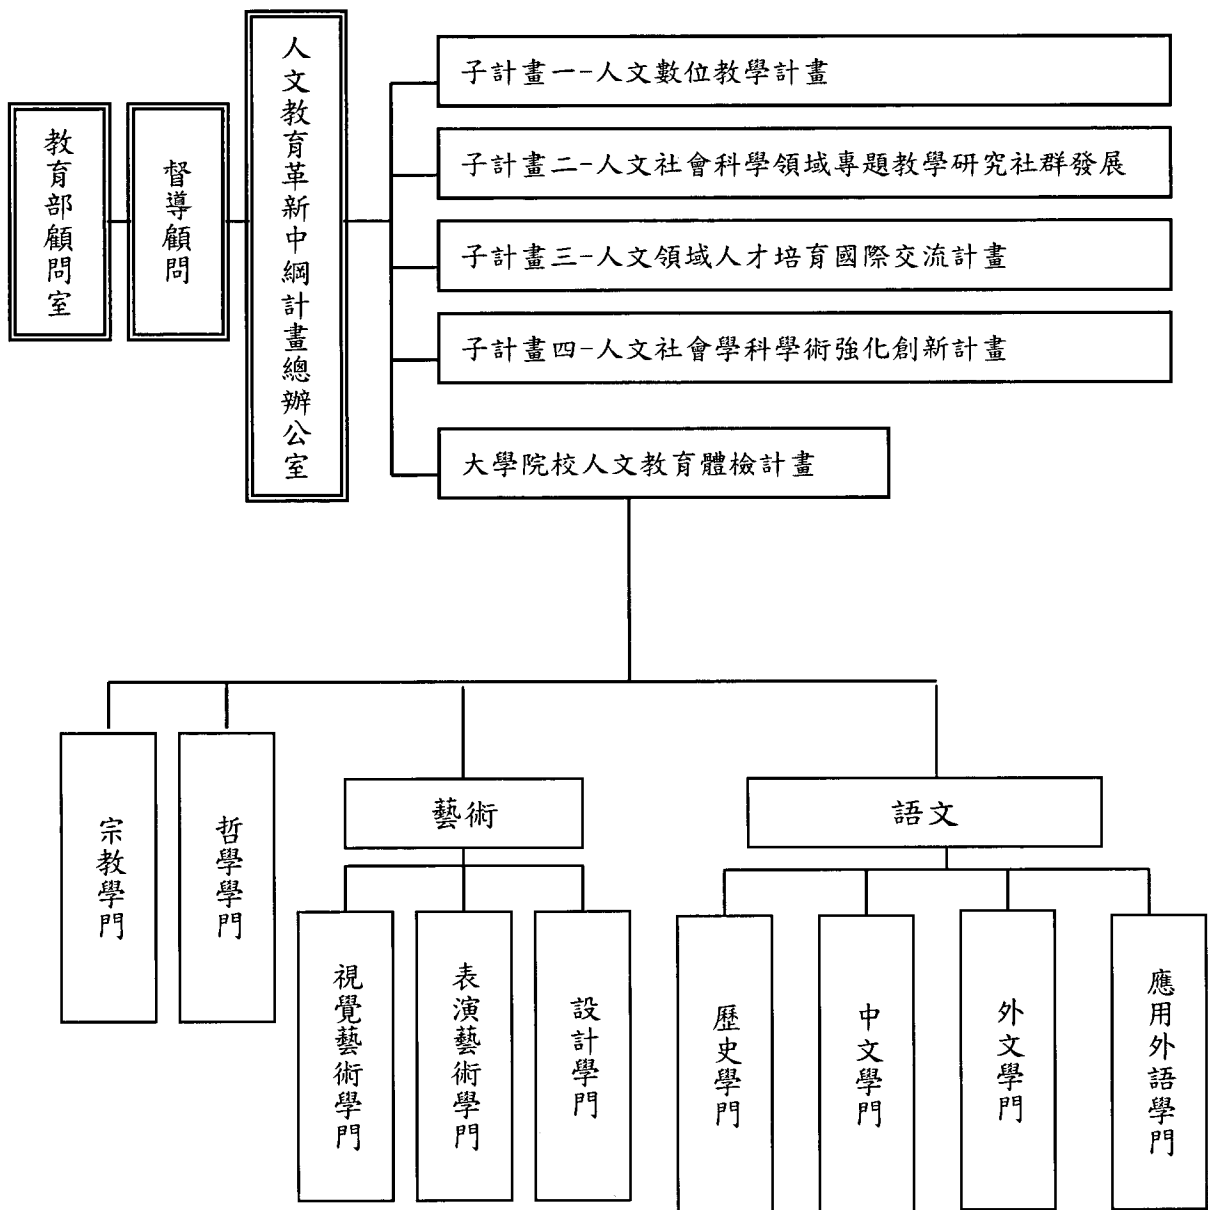 教育部顧問室
督導顧問
人文教育革新中綱計畫總辦公室
子計畫一-人文數位教學計畫
子計畫二-人文社會科學領域專題教學研究社群發展
子計畫三-人文領域人才培育國際交流計畫
子計畫四-人文社會學科學術強化創新計畫
大學院校人文教育體檢計畫
宗教學門
哲學學門
藝術
視覺藝術學門
表演藝術學門
設計學門
語文
歷史學門
中文學門
外文學門
應用外語學門